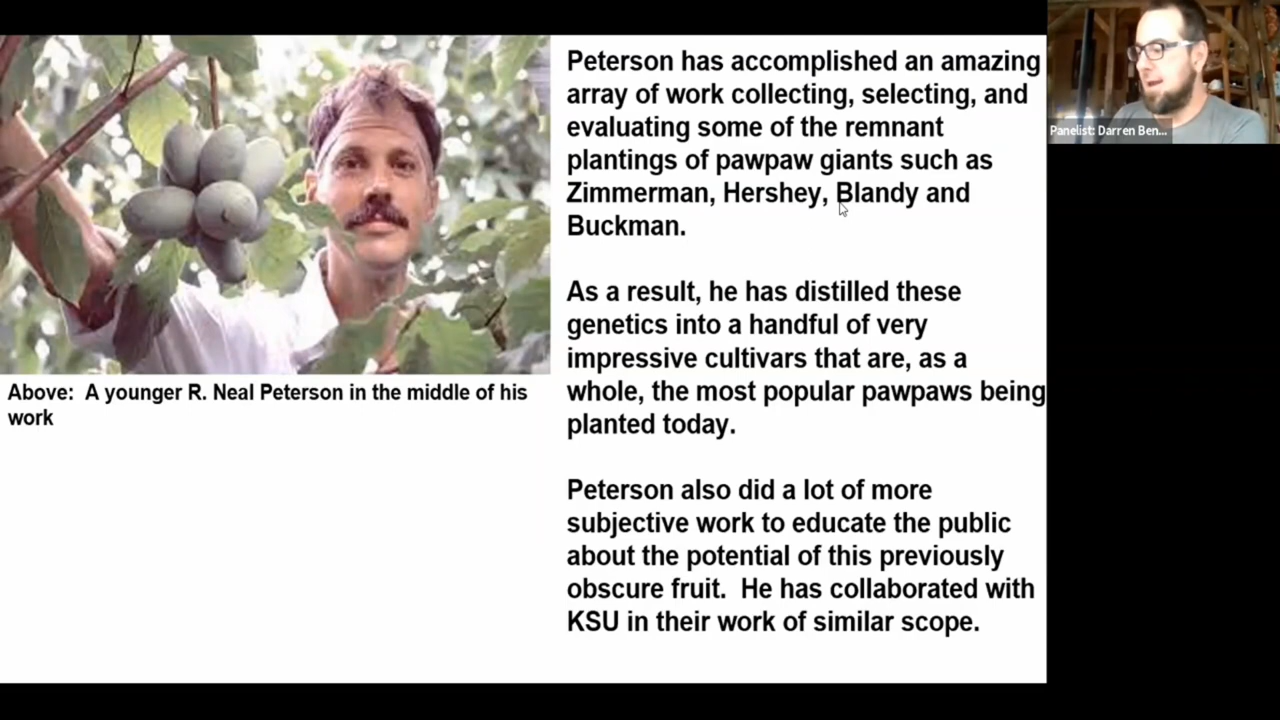 Peterson has accomplished an amazing
array of work collecting, selecting, and
evaluating some of the remnant
plantings of pawpaw giants such as
Zimmerman, Hershey, Blandy and
Buckman.
As a result, he has distilled these
genetics into a handful of very
impressive cultivars that are, as a
whole, the most popular pawpaws being
planted today.
Peterson also did a lot of more
subjective work to educate the public
about the potential of this previously
obscure fruit.  He has collaborated with
KSU in their work of similar scope.
Above:  A younger R. Neal Peterson in the middle of his
work
Panelist: Darren Ben...